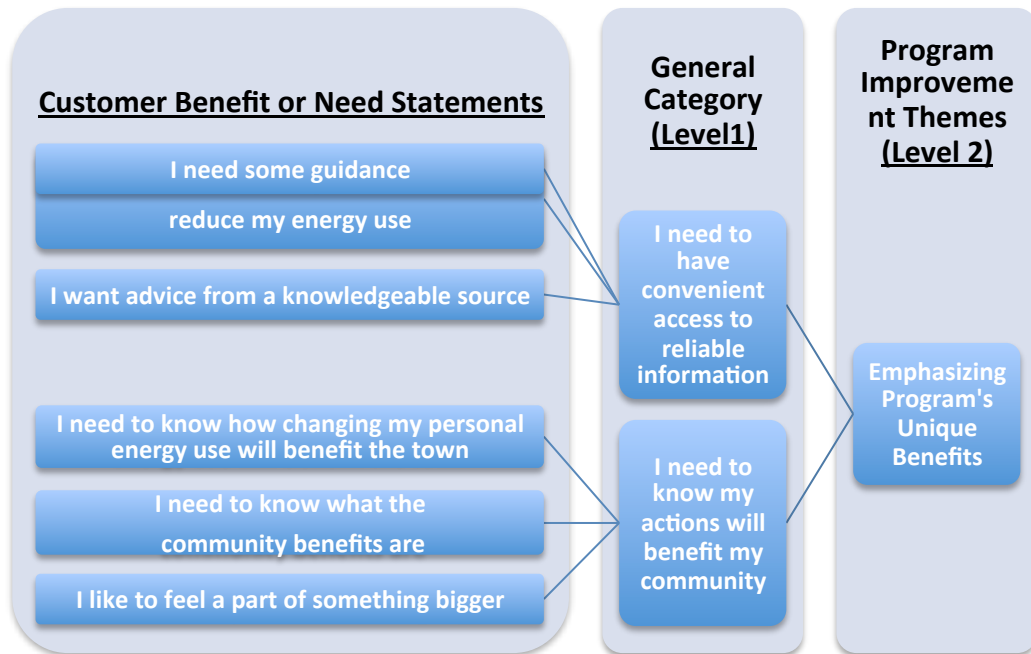 Customer Benefit or Need Statements
I need some guidance
reduce my energy use
I want advice from a knowledgeable source
I need to know how changing my personal
energy use will benefit the town
I need to know what the
community benefits are
I like to feel a part of something bigger
General
Category
(Level1)
I need to
have
convenient
access to
reliable
information
I need to
know my
actions will
benefit my
community
Program
Improveme
nt Themes
(Level 2)
Emphasizing
Program's
Unique
Benefits